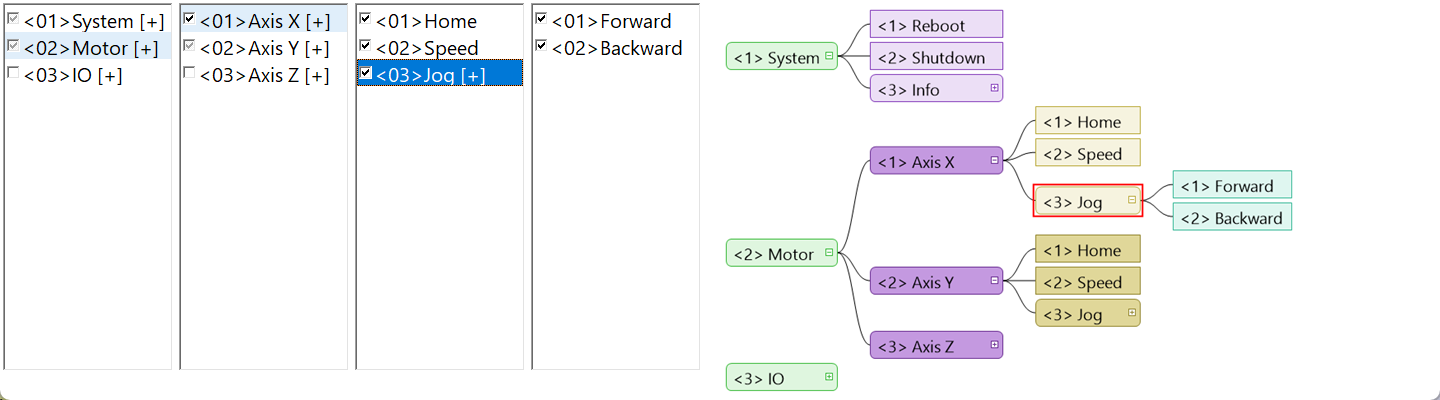 <01>System [+]
<02>Motor [+]
<03>IO [+]
<01>Axis X [+]
<02>Axis Y [+]
<03>Axis Z [+]
<01>Home
<02>Speed
<03>Jog [+]
<01>Forward
<02>Backward
<1> System
<1> Reboot
<2> Shutdown
<3> Info
<2> Motor
<1> Axis X
<1> Home
<2> Speed
<3> Jog
<1> Forward
<2> Backward
<2> Axis Y
<1> Home
<2> Speed
<3> Jog
<3> Axis Z
<3> IO